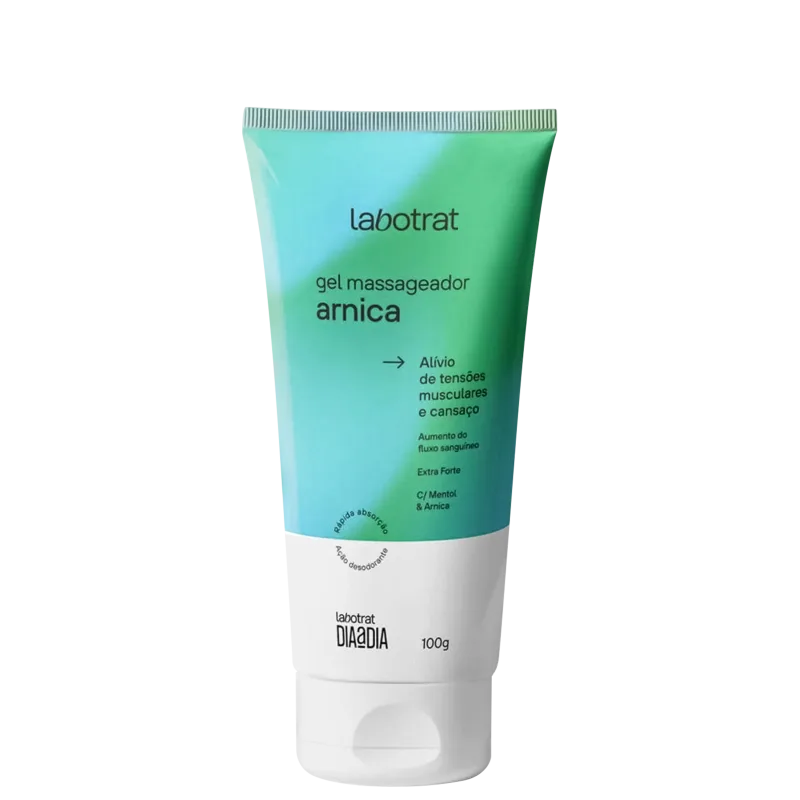 labotrat
gel massageador
arnica
→ Alívio
de tensões
musculares
e cansaço
Aumento do
fluxo sanguíneo
Extra Forte
C/ Mentol
& Arnica
Rápida absorção
Ação desodorante
labotrat
DIAaDIA
100g